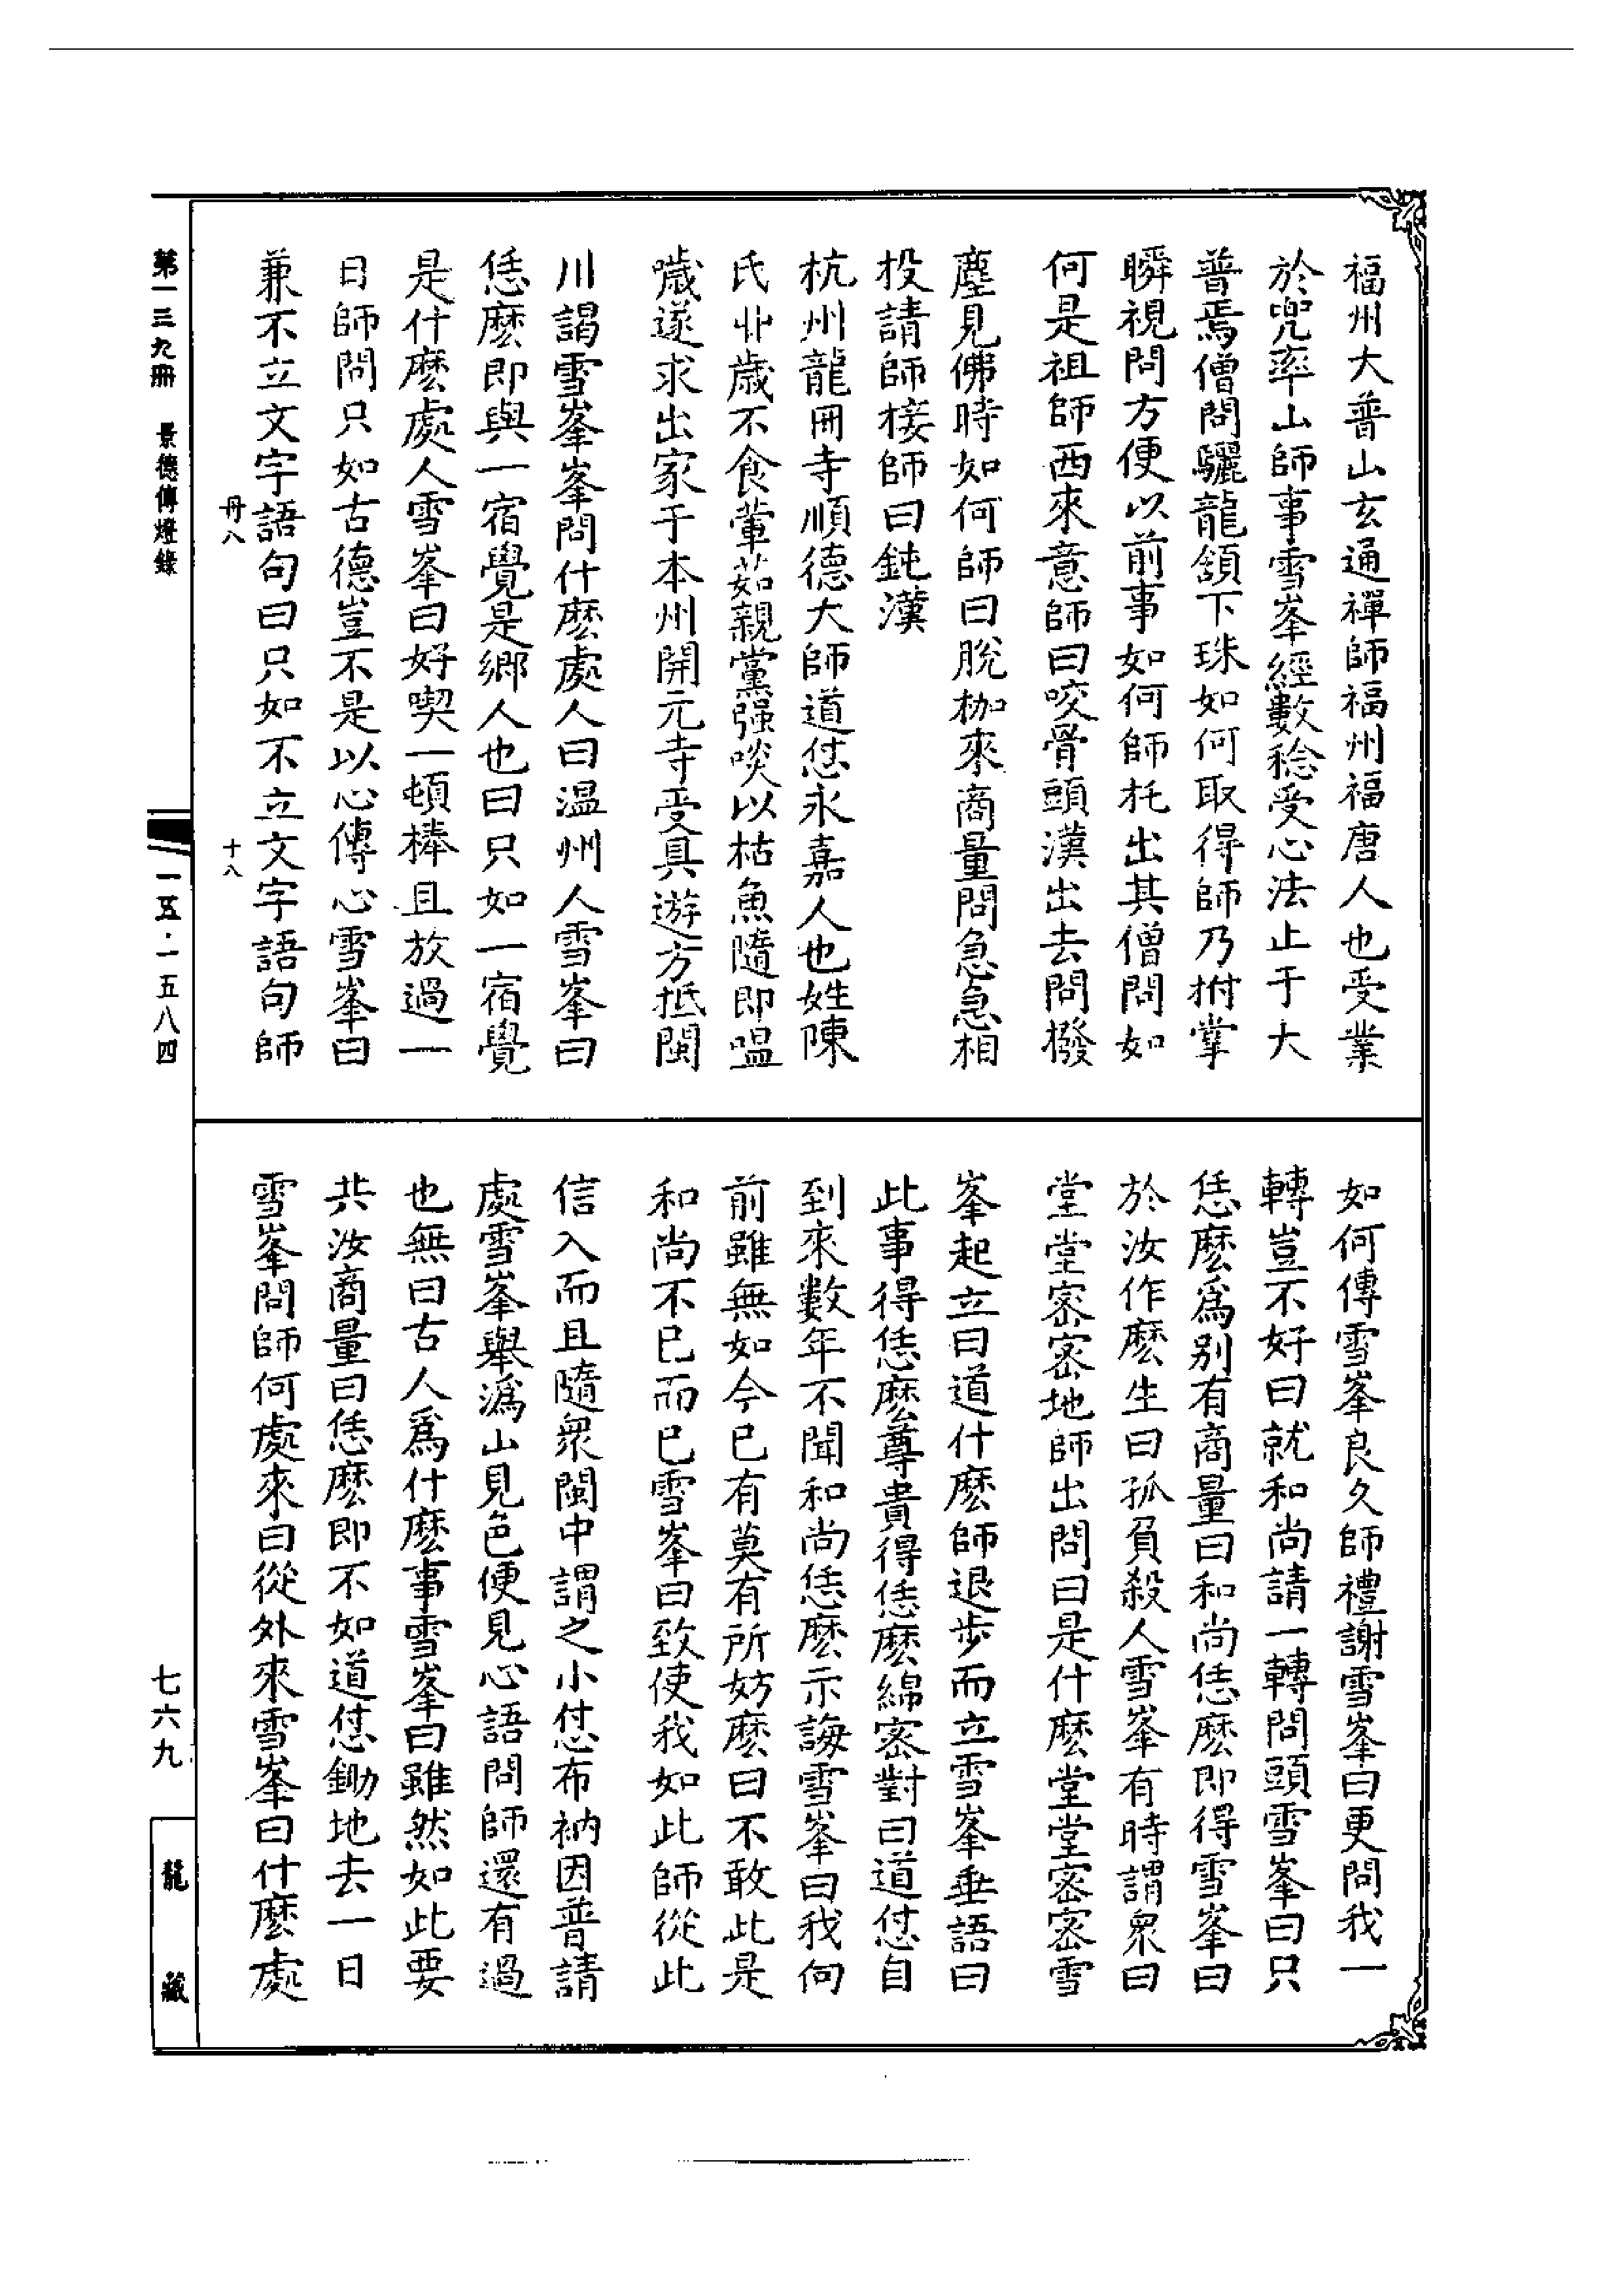 福州大普山玄通禪師福州福唐人也受業
於兜率山師事雪峯經數稔受心法止于大
普焉僧問驪龍頷下珠如何取得師乃拊掌
瞬視問方便以前事如何師托出其僧問如
何是祖師西來意師曰咬骨頭漢出去問撥
塵見佛時如何師曰脫枷來商量問急急相
投請師接師曰鈍漢
杭州龍冊寺順德大師道怤永嘉人也姓陳
氏丱歲不食葷茹親黨强啖以枯魚隨即嗢
噦遂求出家于本州開元寺受具遊方抵閩
川謁雪峯峯問什麽處人曰温州人雪峯曰
恁麽即與一宿覺是鄉人也曰只如一宿覺
是什麽處人雪峯曰好喫一頓棒且放過一
日師問只如古德豈不是以心傳心雪峯曰
兼不立文字語句曰只如不立文字語句師
如何傳雪峯良久師禮謝雪峯曰更問我一
轉豈不好曰就和尚請一轉問頭雪峯曰只
恁麽爲别有商量曰和尚恁麽即得雪峯曰
於汝作麽生曰孤負殺人雪峯有時謂衆曰
堂堂密密地師出問曰是什麽堂堂密密雪
峯起立曰道什麽師退步而立雪峯垂語曰
此事得恁麽尊貴得恁麽綿密對曰道怤自
到來數年不聞和尚恁麽示誨雪峯曰我向
前雖無如今已有莫有所妨麽曰不敢此是
和尚不已而已雪峯曰致使我如此師從此
信入而且隨衆閩中謂之小怤布衲因普請
處雪峯舉溈山見色便見心語問師還有過
也無曰古人爲什麽事雪峯曰雖然如此要
共汝商量曰恁麽即不如道怤鋤地去一日
雪峯問師何處來曰從外來雪峯曰什麽處
冊八
十八
第一三九冊 景德傳燈錄
一五·一五八四
七六九
龍藏